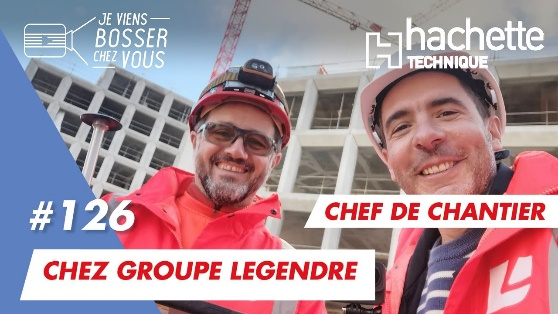 JE VIENS
BOSSER
CHEZ VOUS
hachette
TECHNIQUE
#126
CHEF DE CHANTIER
CHEZ GROUPE LEGENDRE